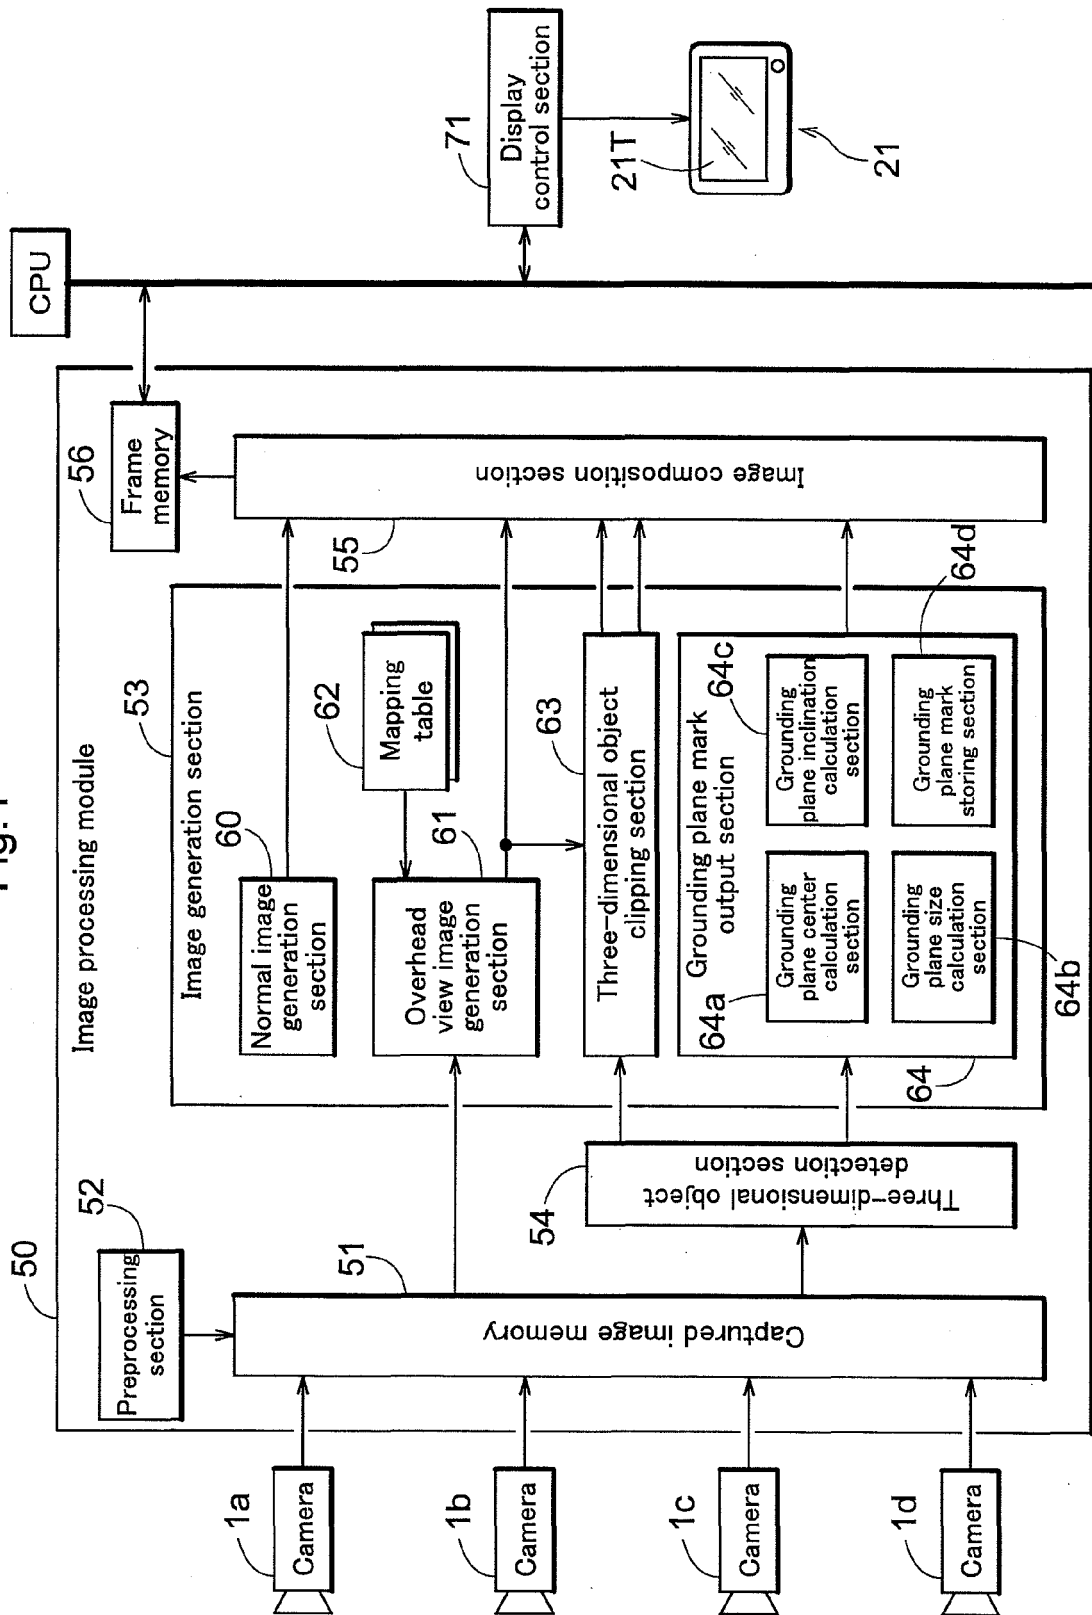 Fig.
Image processing module
50
52
Preprocessing
section
53
Image generation section
56
Frame
memory
CPU
71
Display
control section
21T
21
60
Normal image
generation
section
62
Mapping
table
61
Overhead
view image
generation
section
55
Image composition section
51
Captured image memory
63
Three-dimensional object
clipping section
54
Three-dimensional object
detection section
Grounding plane mark
output section
64
64a
Grounding
plane center
calculation
section
64c
Grounding
plane inclination
calculation
section
64b
Grounding
plane size
calculation
section
64d
Grounding
plane mark
storing section
1a
Camera
1b
Camera
1c
Camera
1d
Camera